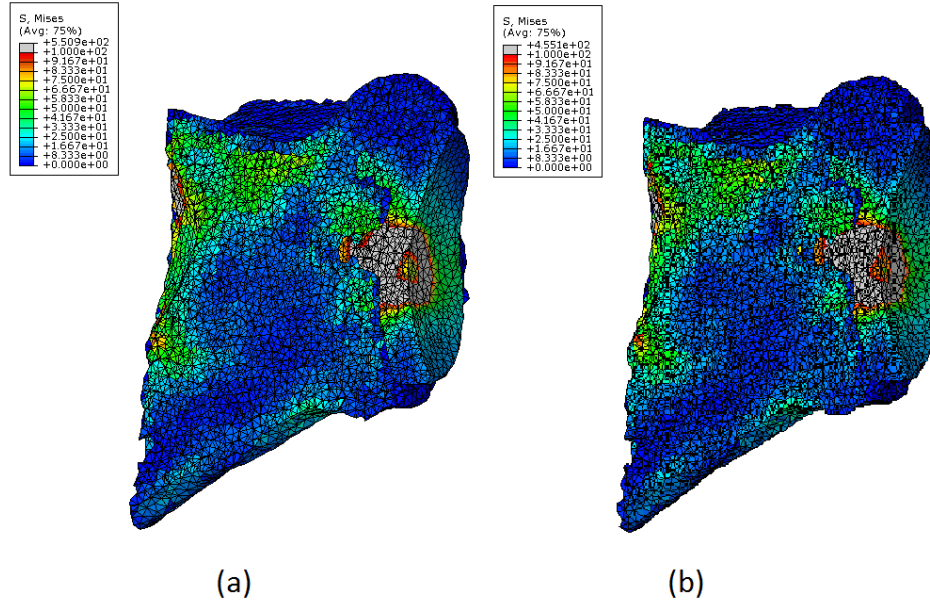 S, Mises
(Avg: 75%)
+5.509e+02
+1.000e+02
+9.167e+01
+8.333e+01
+7.500e+01
+6.667e+01
+5.833e+01
+5.000e+01
+4.167e+01
+3.333e+01
+2.500e+01
+1.667e+01
+8.333e+00
+0.000e+00
S, Mises
(Avg: 75%)
+4.551e+02
+1.000e+02
+9.167e+01
+8.333e+01
+7.500e+01
+6.667e+01
+5.833e+01
+5.000e+01
+4.167e+01
+3.333e+01
+2.500e+01
+1.667e+01
+8.333e+00
+0.000e+00
(a)
(b)